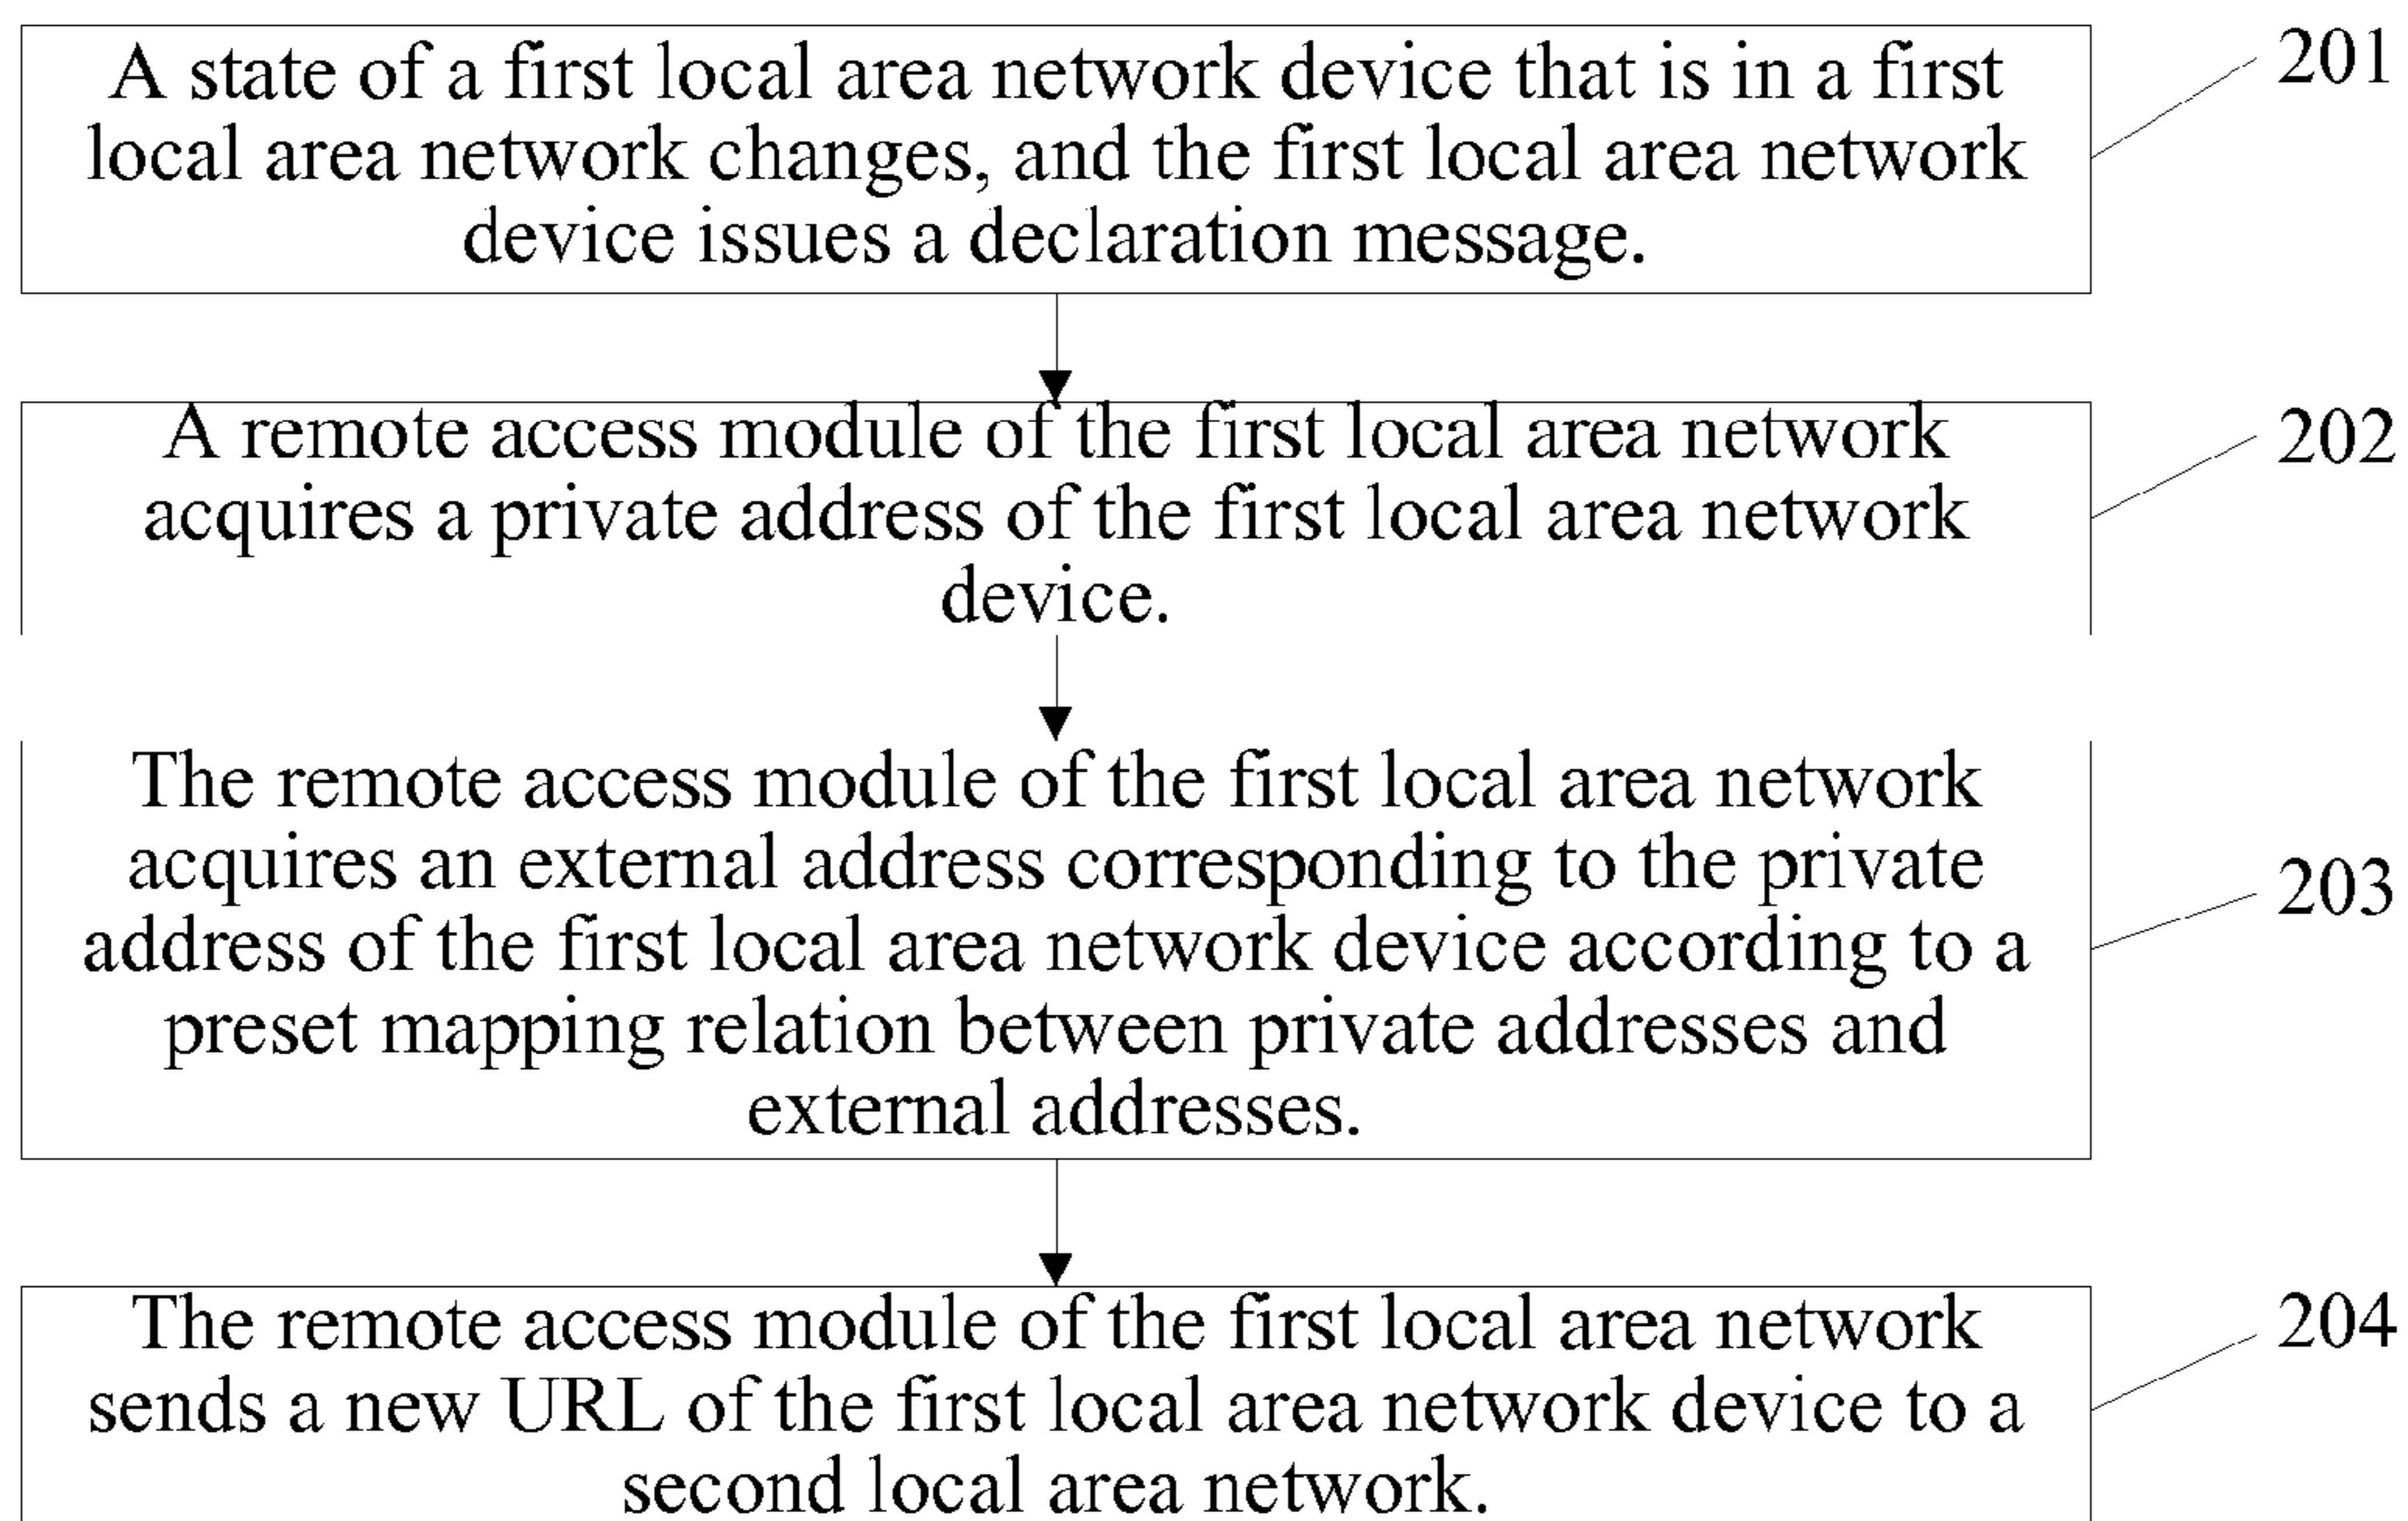 A state of a first local area network device that is in a first
local area network changes, and the first local area network
device issues a declaration message.
201
A remote access module of the first local area network
acquires a private address of the first local area network
device.
202
The remote access module of the first local area network
acquires an external address corresponding to the private
address of the first local area network device according to a
preset mapping relation between private addresses and
external addresses.
203
The remote access module of the first local area network
sends a new URL of the first local area network device to a
second local area network.
204